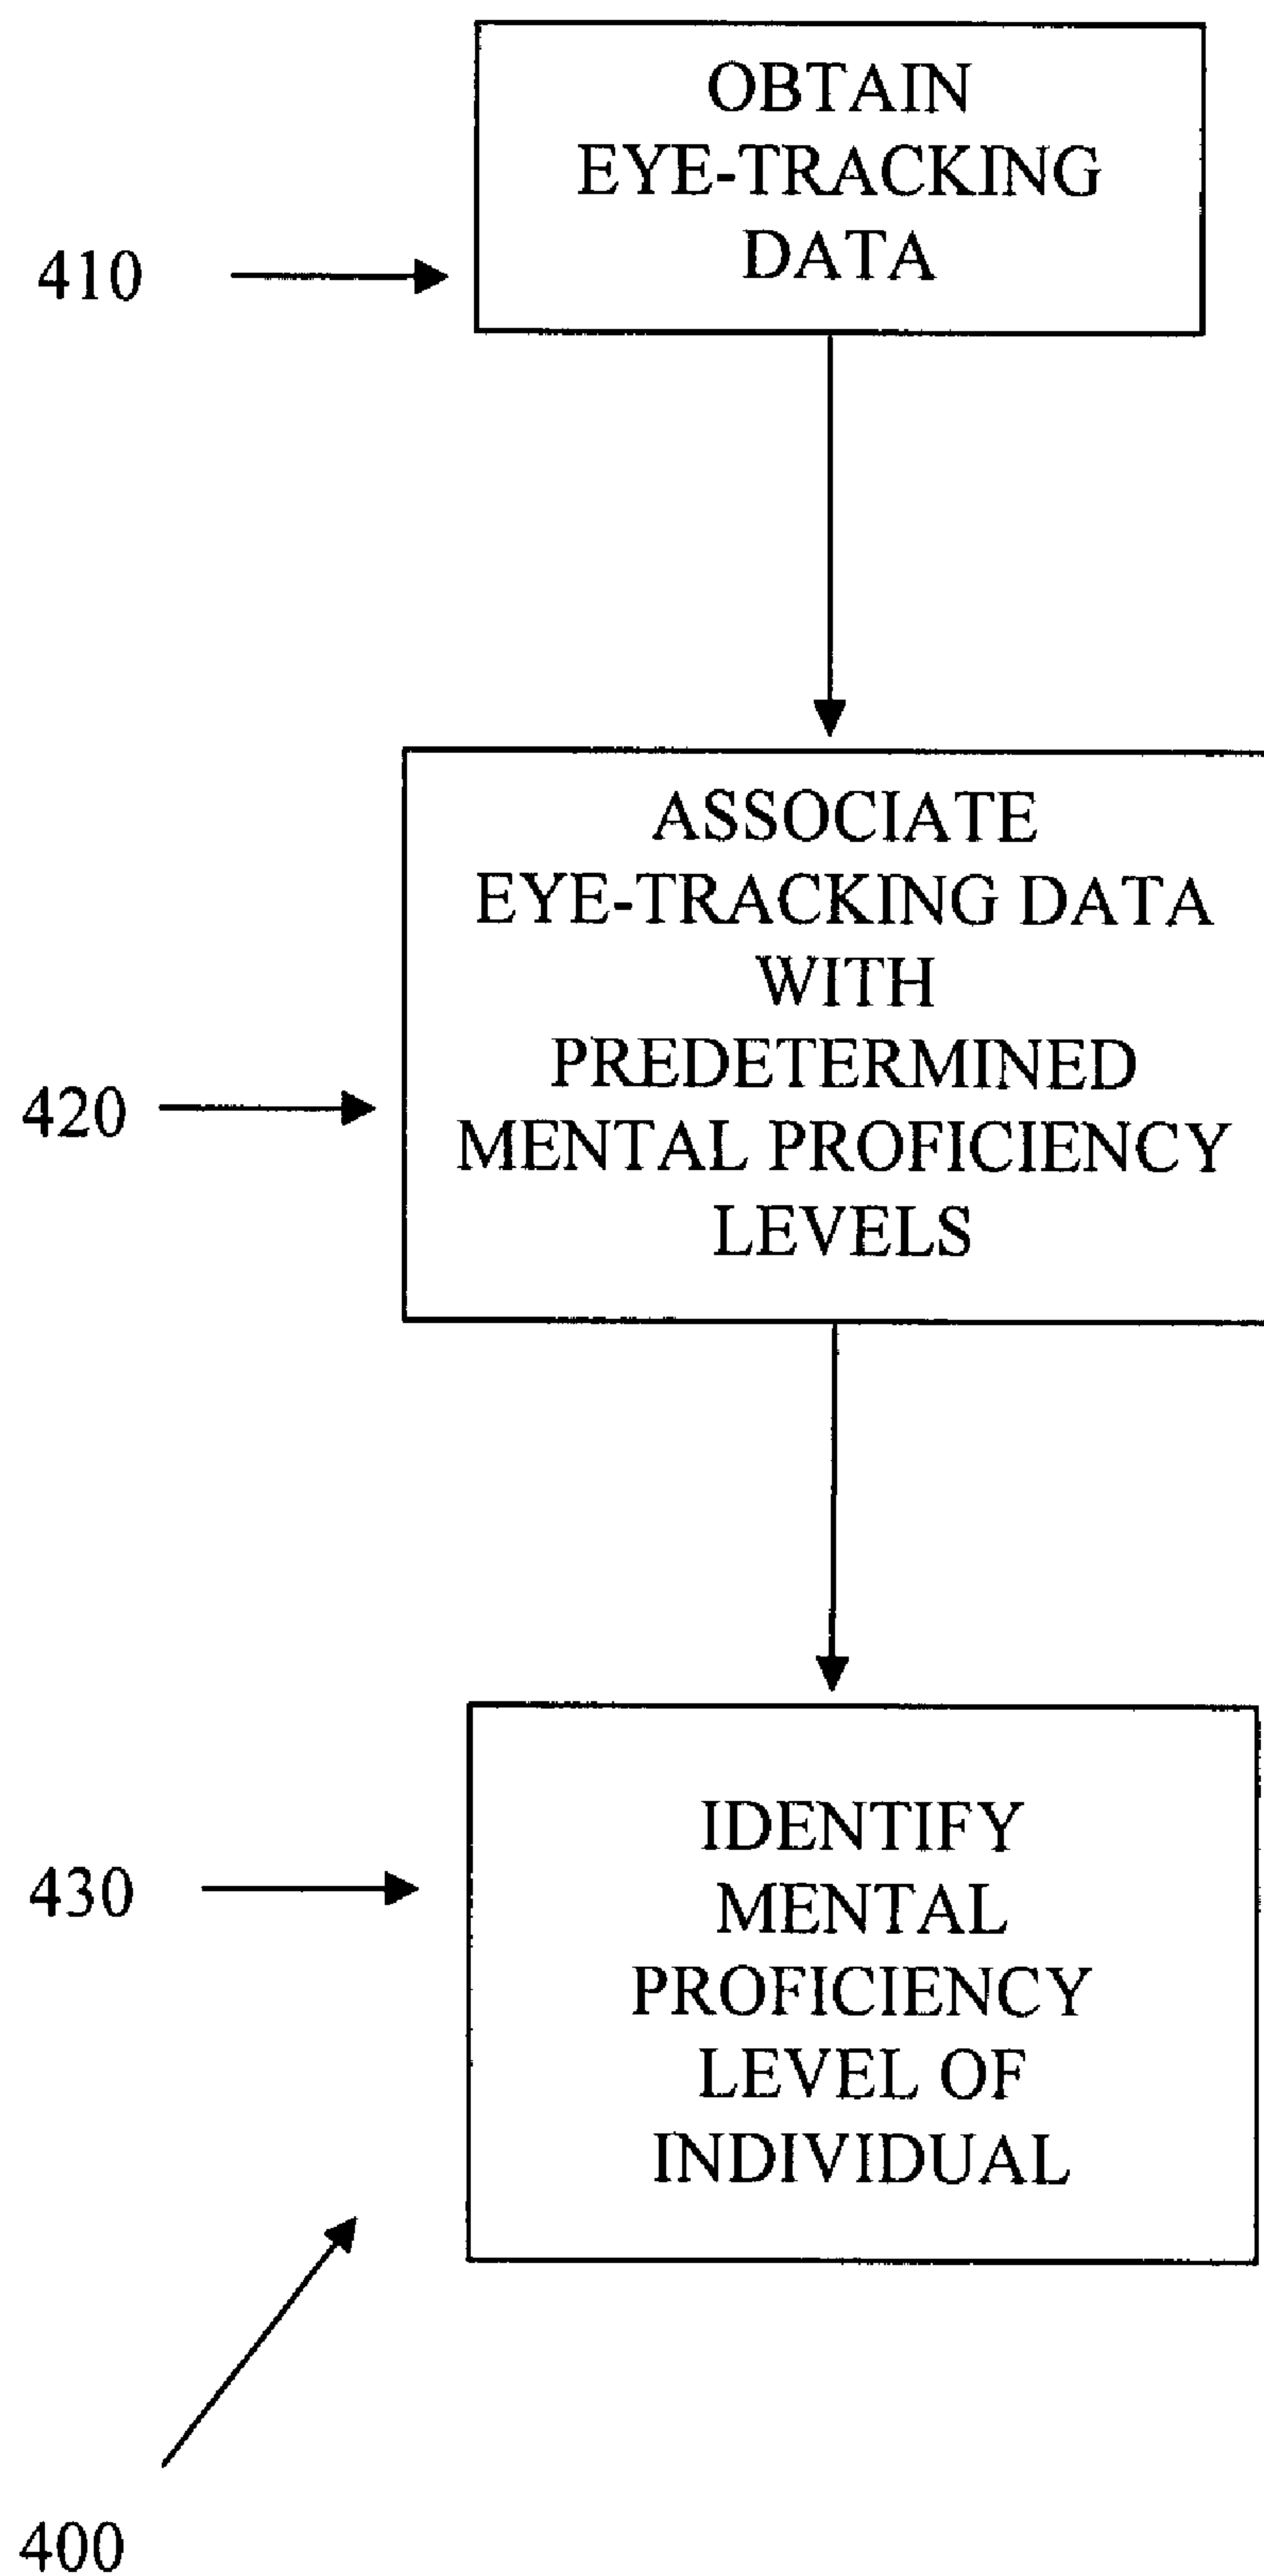 OBTAIN
EYE-TRACKING
DATA
410
ASSOCIATE
EYE-TRACKING DATA
WITH
PREDETERMINED
MENTAL PROFICIENCY
LEVELS
420
IDENTIFY
MENTAL
PROFICIENCY
LEVEL OF
INDIVIDUAL
430
400